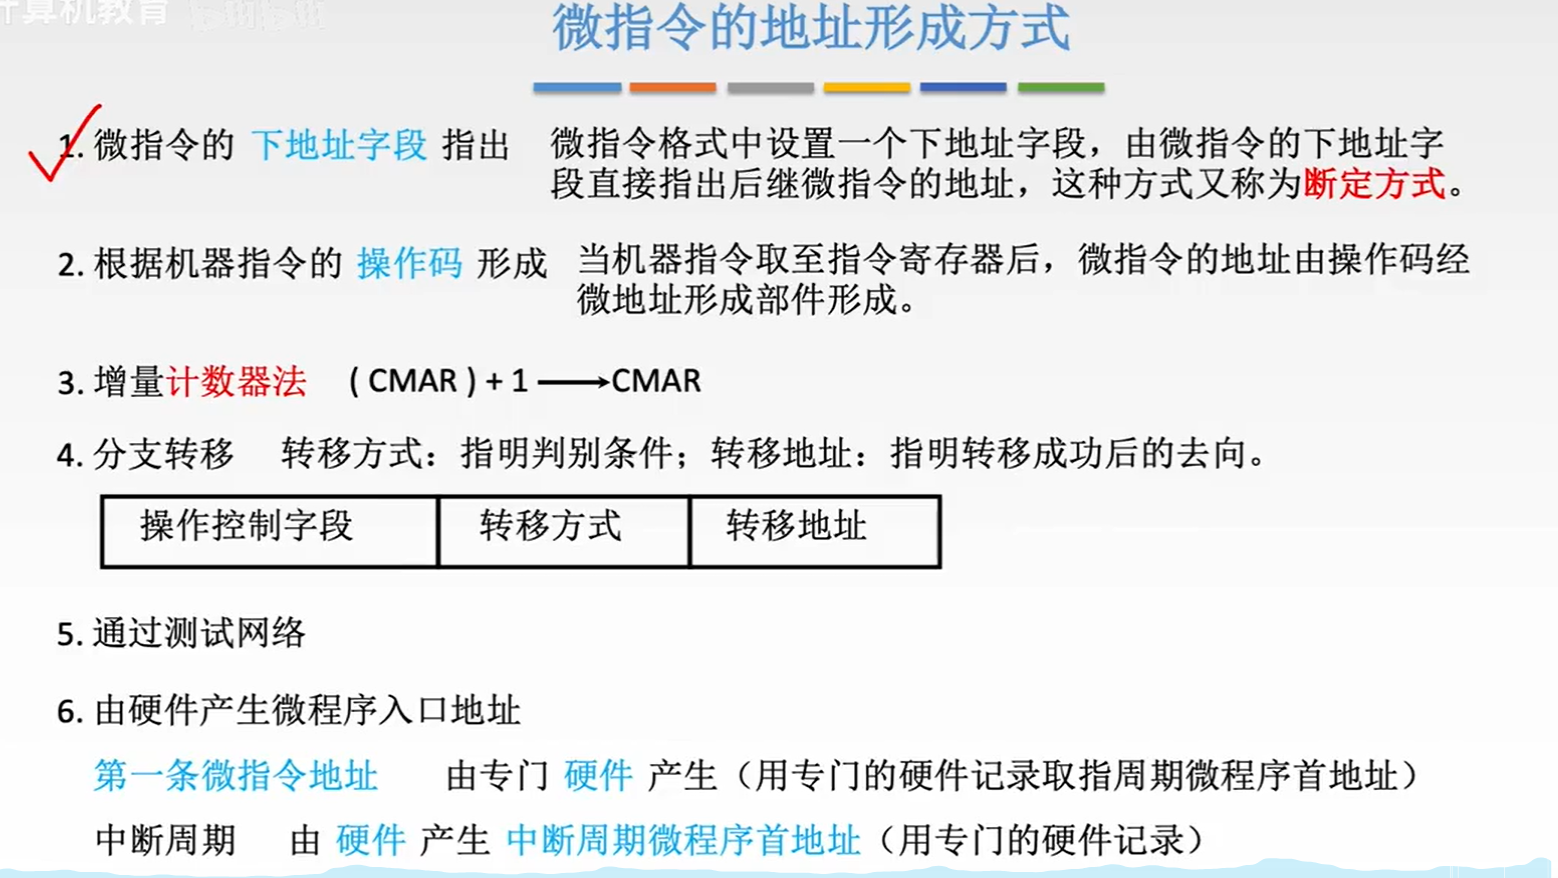 计算机教育 bilibili
微指令的地址形成方式
1. 微指令的 下地址字段 指出 微指令格式中设置一个下地址字段，由微指令的下地址字
段直接指出后继微指令的地址，这种方式又称为断定方式。
2. 根据机器指令的 操作码 形成 当机器指令取至指令寄存器后，微指令的地址由操作码经
微地址形成部件形成。
3. 增量计数器法 ( CMAR ) + 1 ⟶ CMAR
4. 分支转移 转移方式：指明判别条件；转移地址：指明转移成功后的去向。
操作控制字段 转移方式 转移地址
5. 通过测试网络
6. 由硬件产生微程序入口地址
第一条微指令地址 由专门 硬件 产生（用专门的硬件记录取指周期微程序首地址）
中断周期 由 硬件 产生 中断周期微程序首地址（用专门的硬件记录）